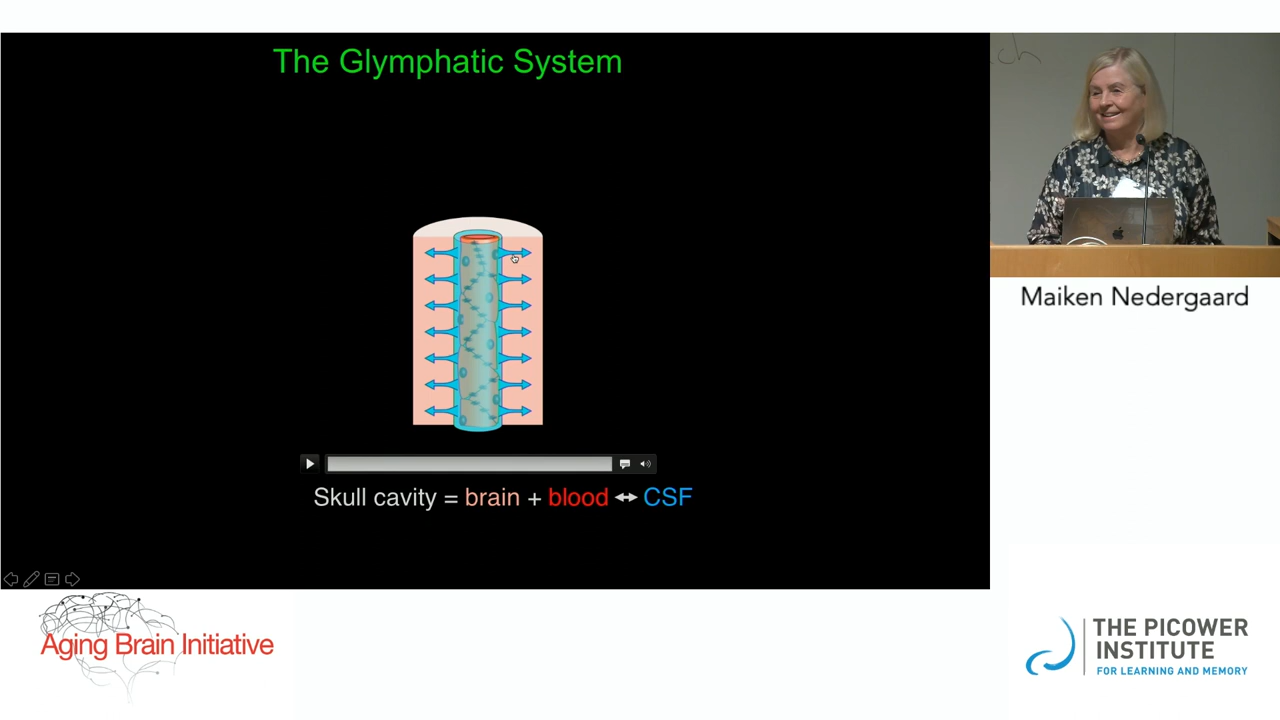 The Glymphatic System
Skull cavity = brain + blood ↔ CSF
Maiken Nedergaard
Aging Brain Initiative
THE PICOWER
INSTITUTE
FOR LEARNING AND MEMORY